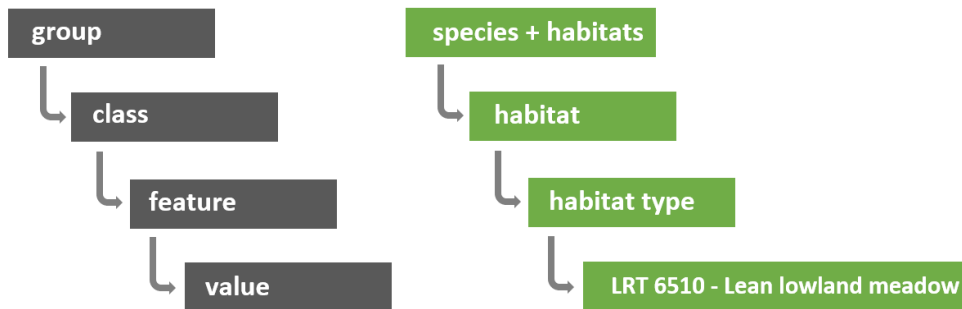 group
class
feature
value
species + habitats
habitat
habitat type
LRT 6510 - Lean lowland meadow